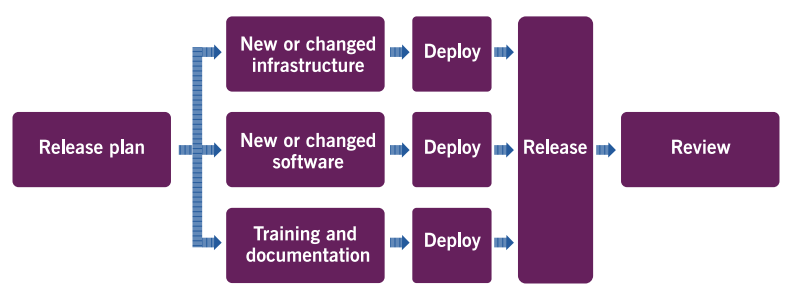 Release plan
New or changed
infrastructure
Deploy
New or changed
software
Deploy
Training and
documentation
Deploy
Release
Review